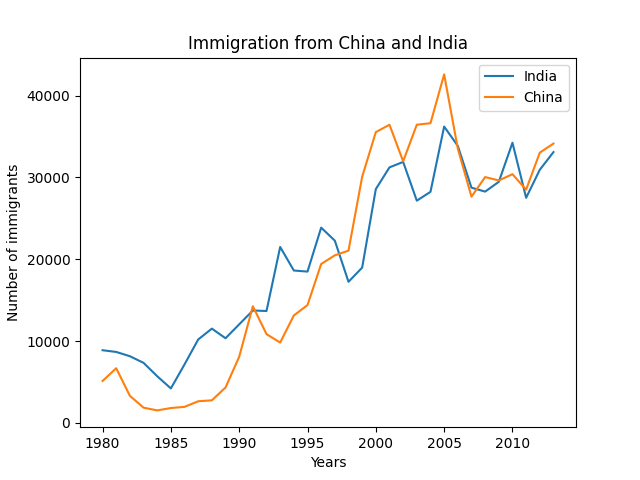 Immigration from China and India
India
China
40000
30000
20000
10000
0
Number of immigrants
1980 1985 1990 1995 2000 2005 2010
Years